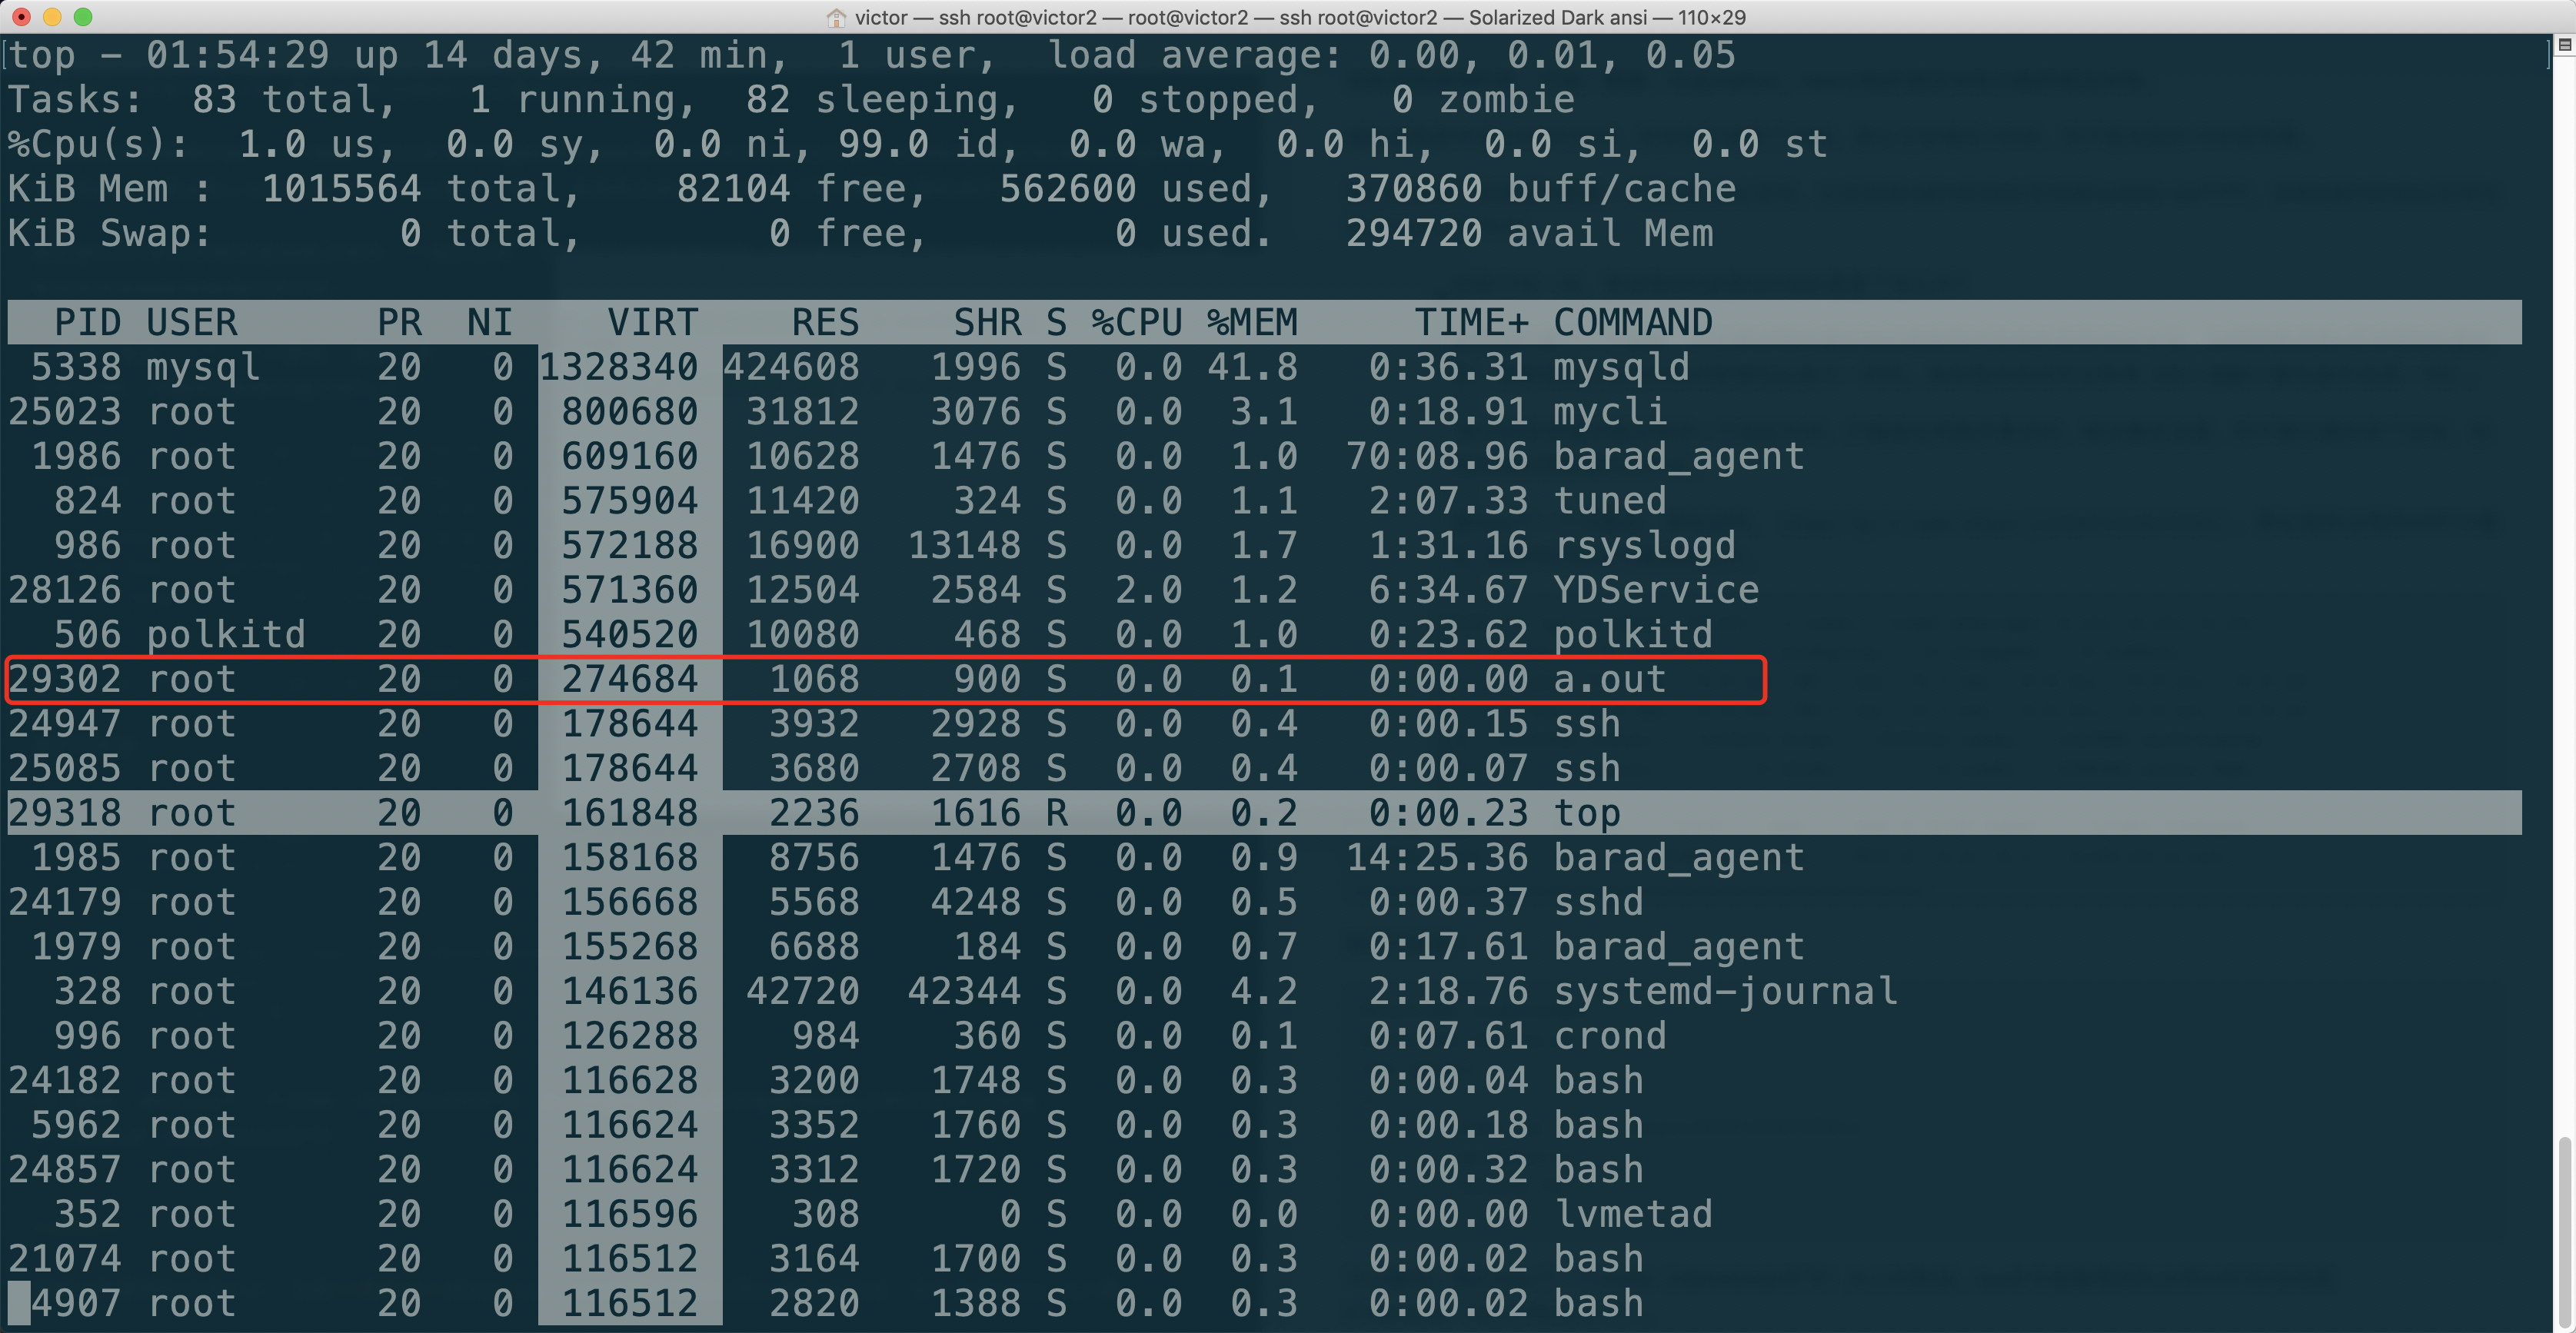 victor — ssh root@victor2 — root@victor2 — ssh root@victor2 — Solarized Dark ansi — 110×29
top - 01:54:29 up 14 days, 42 min,  1 user,  load average: 0.00, 0.01, 0.05
Tasks:  83 total,   1 running,  82 sleeping,   0 stopped,   0 zombie
%Cpu(s):  1.0 us,  0.0 sy,  0.0 ni, 99.0 id,  0.0 wa,  0.0 hi,  0.0 si,  0.0 st
KiB Mem :  1015564 total,    82104 free,   562600 used,   370860 buff/cache
KiB Swap:        0 total,        0 free,        0 used.   294720 avail Mem
  PID USER      PR  NI    VIRT    RES    SHR S %CPU %MEM     TIME+ COMMAND
 5338 mysql     20   0 1328340 424608   1996 S  0.0 41.8   0:36.31 mysqld
25023 root      20   0  800680  31812   3076 S  0.0  3.1   0:18.91 mycli
 1986 root      20   0  609160  10628   1476 S  0.0  1.0  70:08.96 barad_agent
  824 root      20   0  575904  11420    324 S  0.0  1.1   2:07.33 tuned
  986 root      20   0  572188  16900  13148 S  0.0  1.7   1:31.16 rsyslogd
28126 root      20   0  571360  12504   2584 S  2.0  1.2   6:34.67 YDService
  506 polkitd   20   0  540520  10080    468 S  0.0  1.0   0:23.62 polkitd
29302 root      20   0  274684   1068    900 S  0.0  0.1   0:00.00 a.out
24947 root      20   0  178644   3932   2928 S  0.0  0.4   0:00.15 ssh
25085 root      20   0  178644   3680   2708 S  0.0  0.4   0:00.07 ssh
29318 root      20   0  161848   2236   1616 R  0.0  0.2   0:00.23 top
 1985 root      20   0  158168   8756   1476 S  0.0  0.9  14:25.36 barad_agent
24179 root      20   0  156668   5568   4248 S  0.0  0.5   0:00.37 sshd
 1979 root      20   0  155268   6688    184 S  0.0  0.7   0:17.61 barad_agent
  328 root      20   0  146136  42720  42344 S  0.0  4.2   2:18.76 systemd-journal
  996 root      20   0  126288    984    360 S  0.0  0.1   0:07.61 crond
24182 root      20   0  116628   3200   1748 S  0.0  0.3   0:00.04 bash
 5962 root      20   0  116624   3352   1760 S  0.0  0.3   0:00.18 bash
24857 root      20   0  116624   3312   1720 S  0.0  0.3   0:00.32 bash
  352 root      20   0  116596    308      0 S  0.0  0.0   0:00.00 lvmetad
21074 root      20   0  116512   3164   1700 S  0.0  0.3   0:00.02 bash
 4907 root      20   0  116512   2820   1388 S  0.0  0.3   0:00.02 bash